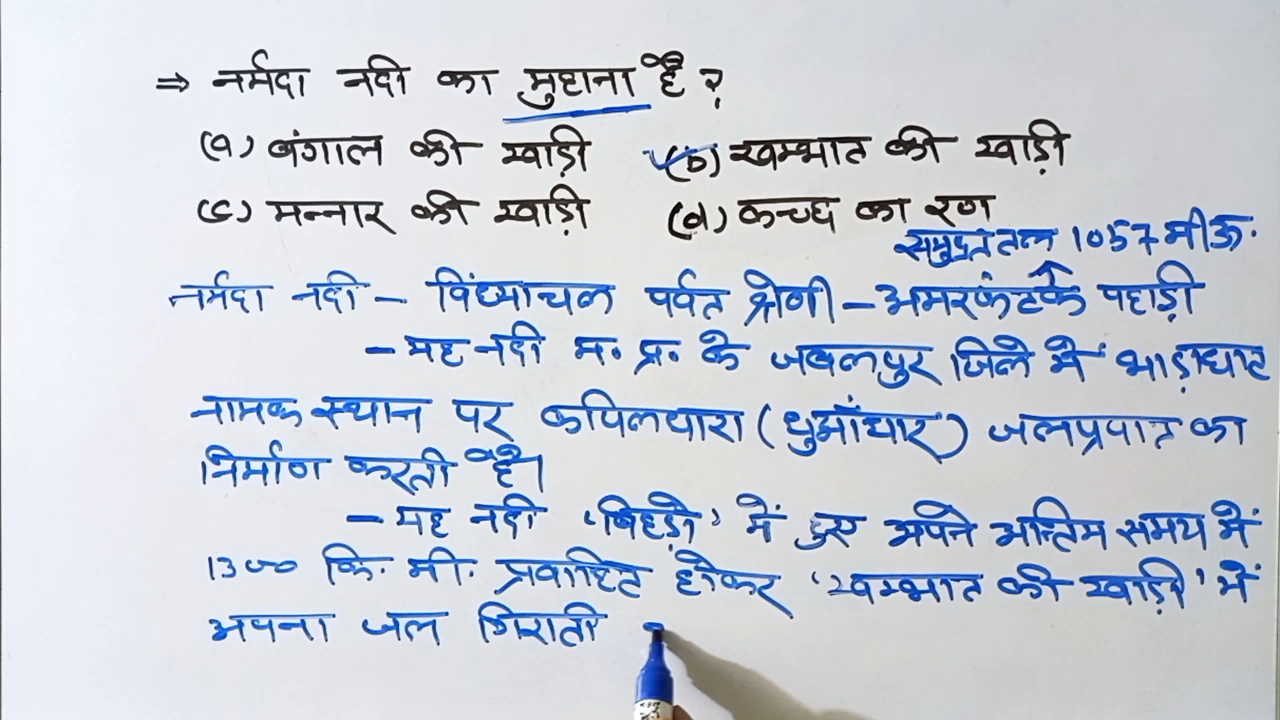 ⇒ नर्मदा नदी का मुहाना है ?
(a) बंगाल की खाड़ी (b) खम्भात की खाड़ी
(c) मन्नार की खाड़ी (d) कच्छ का रण
समुद्रतल 1057 मी ऊ.
नर्मदा नदी – विंध्याचल पर्वत श्रेणी – अमरकंटक पहाड़ी
– यह नदी म. प्र. के जबलपुर जिले में भाड़ाघाट
नामक स्थान पर कपिलधारा (धुआँधार) जलप्रपात का
निर्माण करती है।
– यह नदी 'बिहड़ो' में हुए अपने अन्तिम समय में
1300 कि. मी. प्रवाहित होकर 'खम्भात की खाड़ी' में
अपना जल गिराती